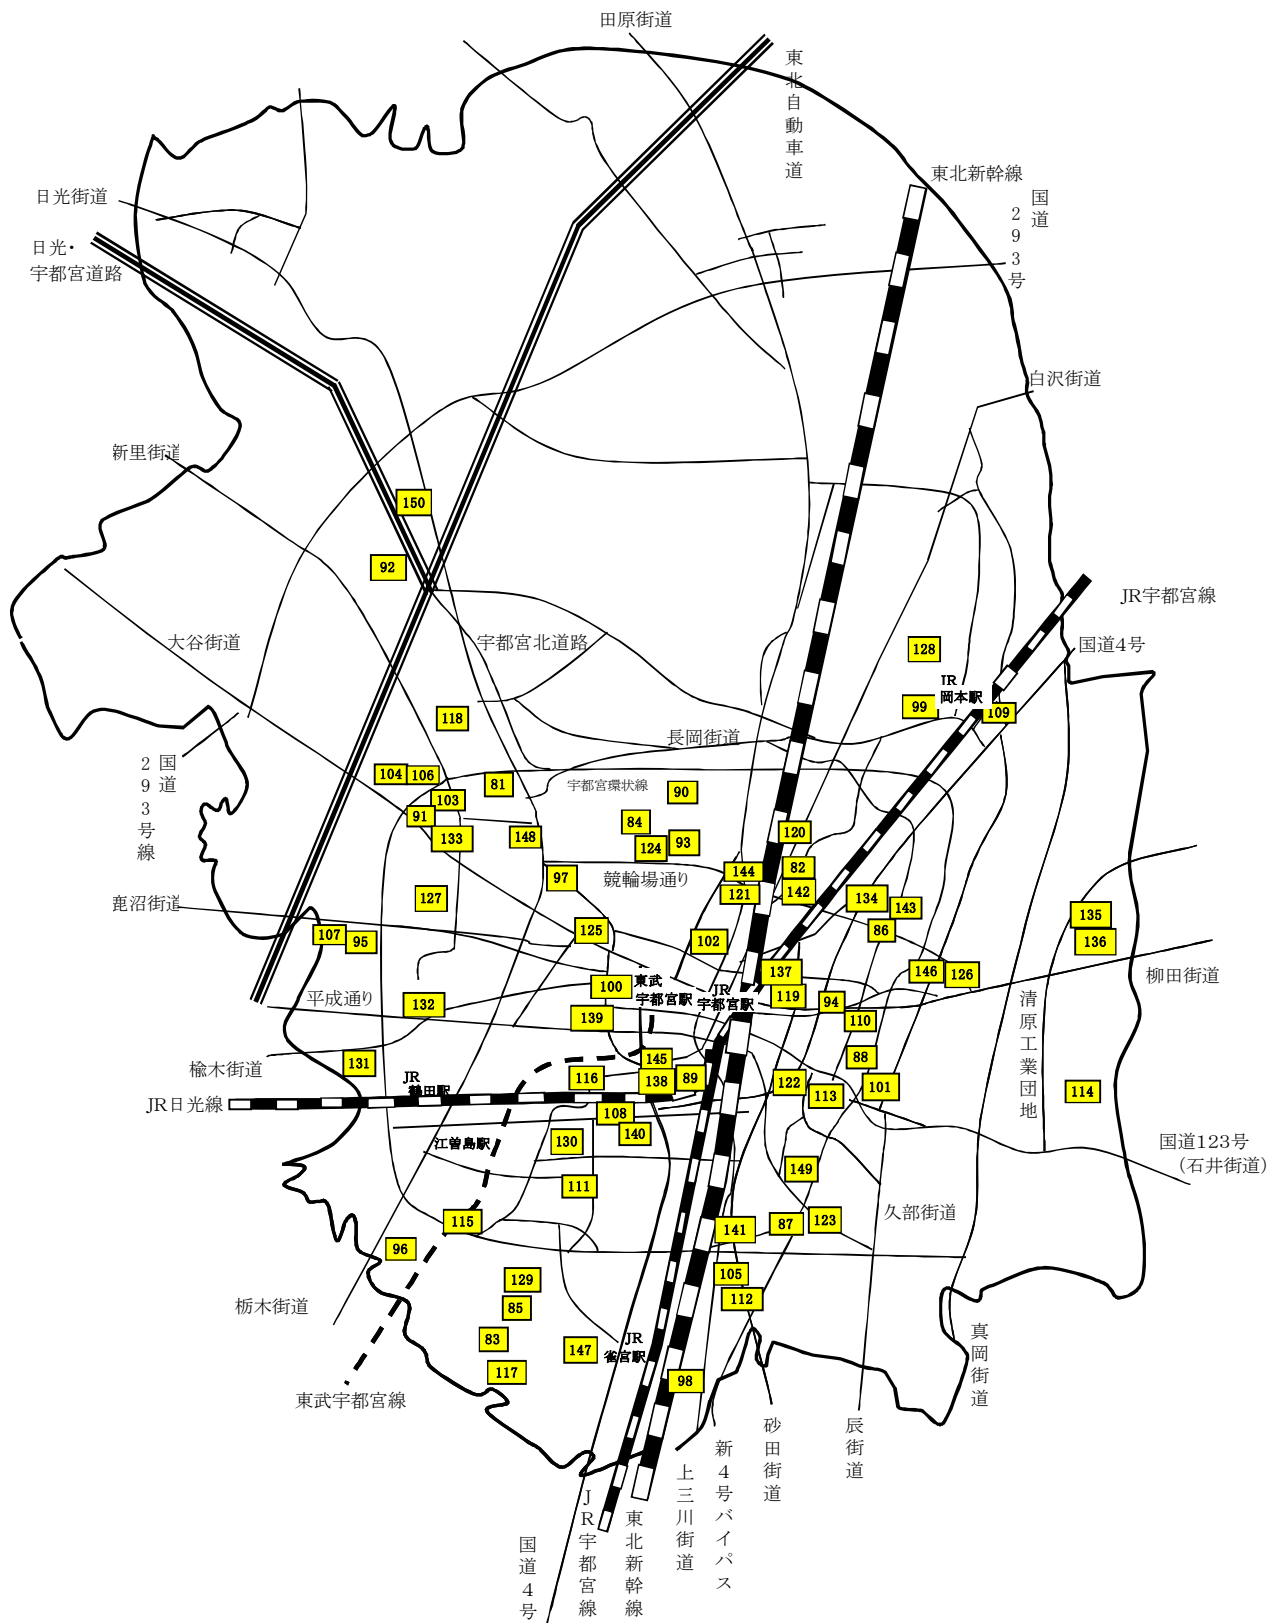 田原街道
東北自動車道
東北新幹線
国道
293号
日光街道
日光・
宇都宮道路
白沢街道
新里街道
150
92
JR宇都宮線
大谷街道
宇都宮北道路
国道4号
128
JR
岡本駅
99
109
118
長岡街道
国道
293号線
104
106
81
宇都宮環状線
90
103
91
84
120
133
148
124
93
144
82
97
競輪場通り
121
142
134
143
127
鹿沼街道
135
107
95
125
102
86
136
137
146
126
柳田街道
100
東武
宇都宮駅
JR
宇都宮駅
119
94
平成通り
132
139
110
清原工業団地
楡木街道
131
145
88
JR
鶴田駅
116
138
89
122
113
101
114
JR日光線
108
140
江曽島駅
130
国道123号
(石井街道)
149
111
115
141
87
123
久部街道
96
129
105
栃木街道
85
112
83
147
JR
雀宮駅
117
98
真岡街道
東武宇都宮線
砂田街道
辰街道
新4号バイパス
上三川街道
東北新幹線
JR宇都宮線
国道4号